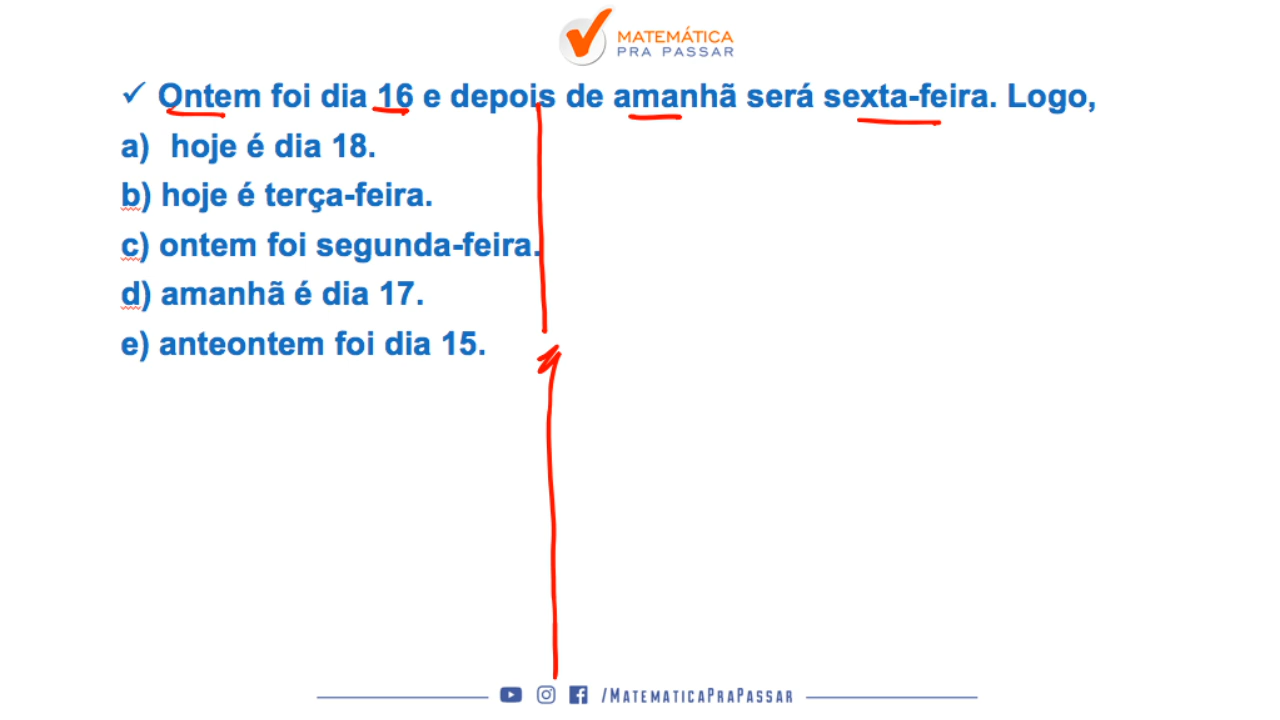 MATEMÁTICA
PRA PASSAR
✓ Ontem foi dia 16 e depois de amanhã será sexta-feira. Logo,
a) hoje é dia 18.
b) hoje é terça-feira.
c) ontem foi segunda-feira.
d) amanhã é dia 17.
e) anteontem foi dia 15.
/MATEMATICAPRAPASSAR